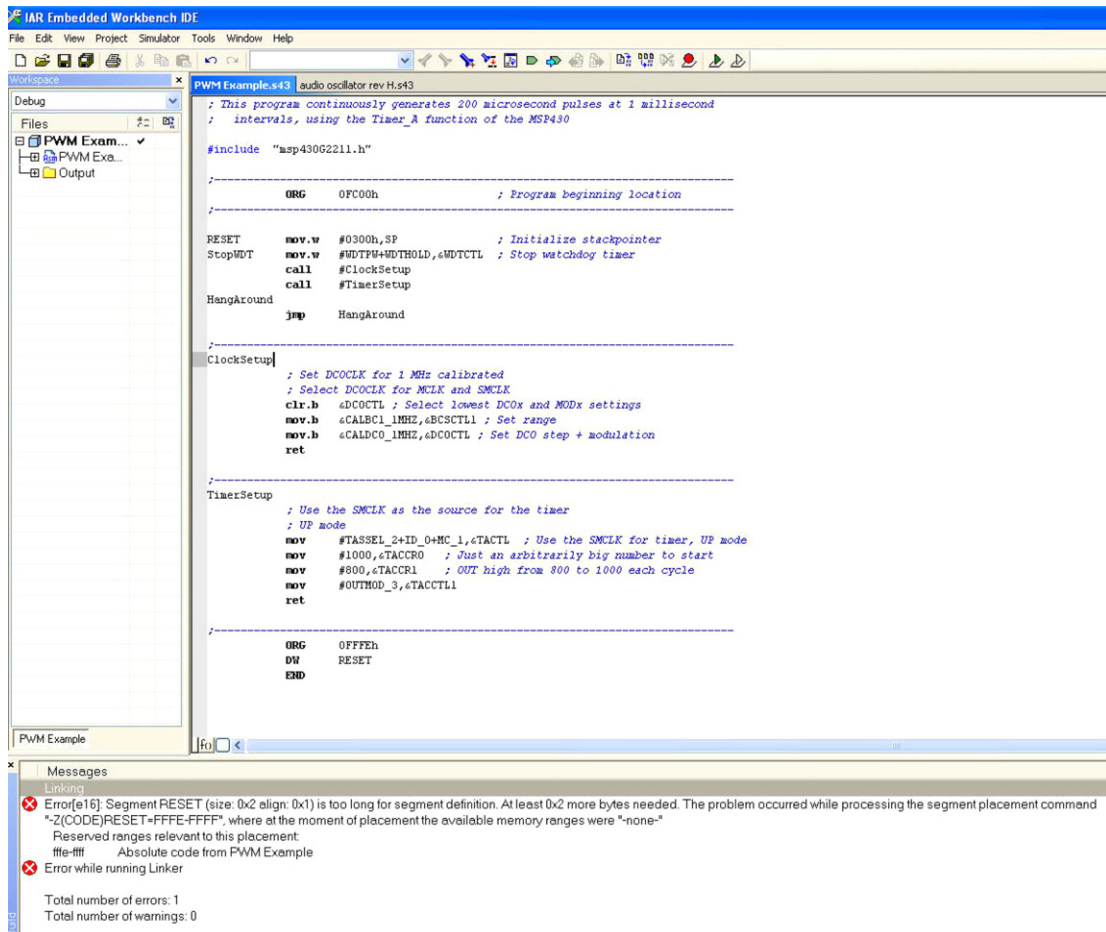 IAR Embedded Workbench IDE
File Edit View Project Simulator Tools Window Help
Workspace
Debug
Files
PWM Exam...
PWM Exa...
Output
PWM Example
PWM Example.s43 audio oscillator rev H.s43
; This program continuously generates 200 microsecond pulses at 1 millisecond
; intervals, using the Timer_A function of the MSP430
#include "msp430G2211.h"
;-------------------------------------------------------------------------------
ORG 0FC00h ; Program beginning location
;-------------------------------------------------------------------------------
RESET mov.w #0300h,SP ; Initialize stackpointer
StopWDT mov.w #WDTPW+WDTHOLD,&WDTCTL ; Stop watchdog timer
call #ClockSetup
call #TimerSetup
HangAround
jmp HangAround
;-------------------------------------------------------------------------------
ClockSetup
; Set DCOCLK for 1 MHz calibrated
; Select DCOCLK for MCLK and SMCLK
clr.b &DCOCTL ; Select lowest DCOx and MODx settings
mov.b &CALBC1_1MHZ,&BCSCTL1 ; Set range
mov.b &CALDCO_1MHZ,&DCOCTL ; Set DCO step + modulation
ret
;-------------------------------------------------------------------------------
TimerSetup
; Use the SMCLK as the source for the timer
; UP mode
mov #TASSEL_2+ID_0+MC_1,&TACTL ; Use the SMCLK for timer, UP mode
mov #1000,&TACCR0 ; Just an arbitrarily big number to start
mov #800,&TACCR1 ; OUT high from 800 to 1000 each cycle
mov #OUTMOD_3,&TACCTL1
ret
;-------------------------------------------------------------------------------
ORG 0FFFEh
DW RESET
END
Messages
Linking
Error[e16]: Segment RESET (size: 0x2 align: 0x1) is too long for segment definition. At least 0x2 more bytes needed. The problem occurred while processing the segment placement command
"-Z(CODE)RESET=FFFE-FFFF", where at the moment of placement the available memory ranges were "-none-"
Reserved ranges relevant to this placement:
fffe-ffff Absolute code from PWM Example
Error while running Linker
Total number of errors: 1
Total number of warnings: 0